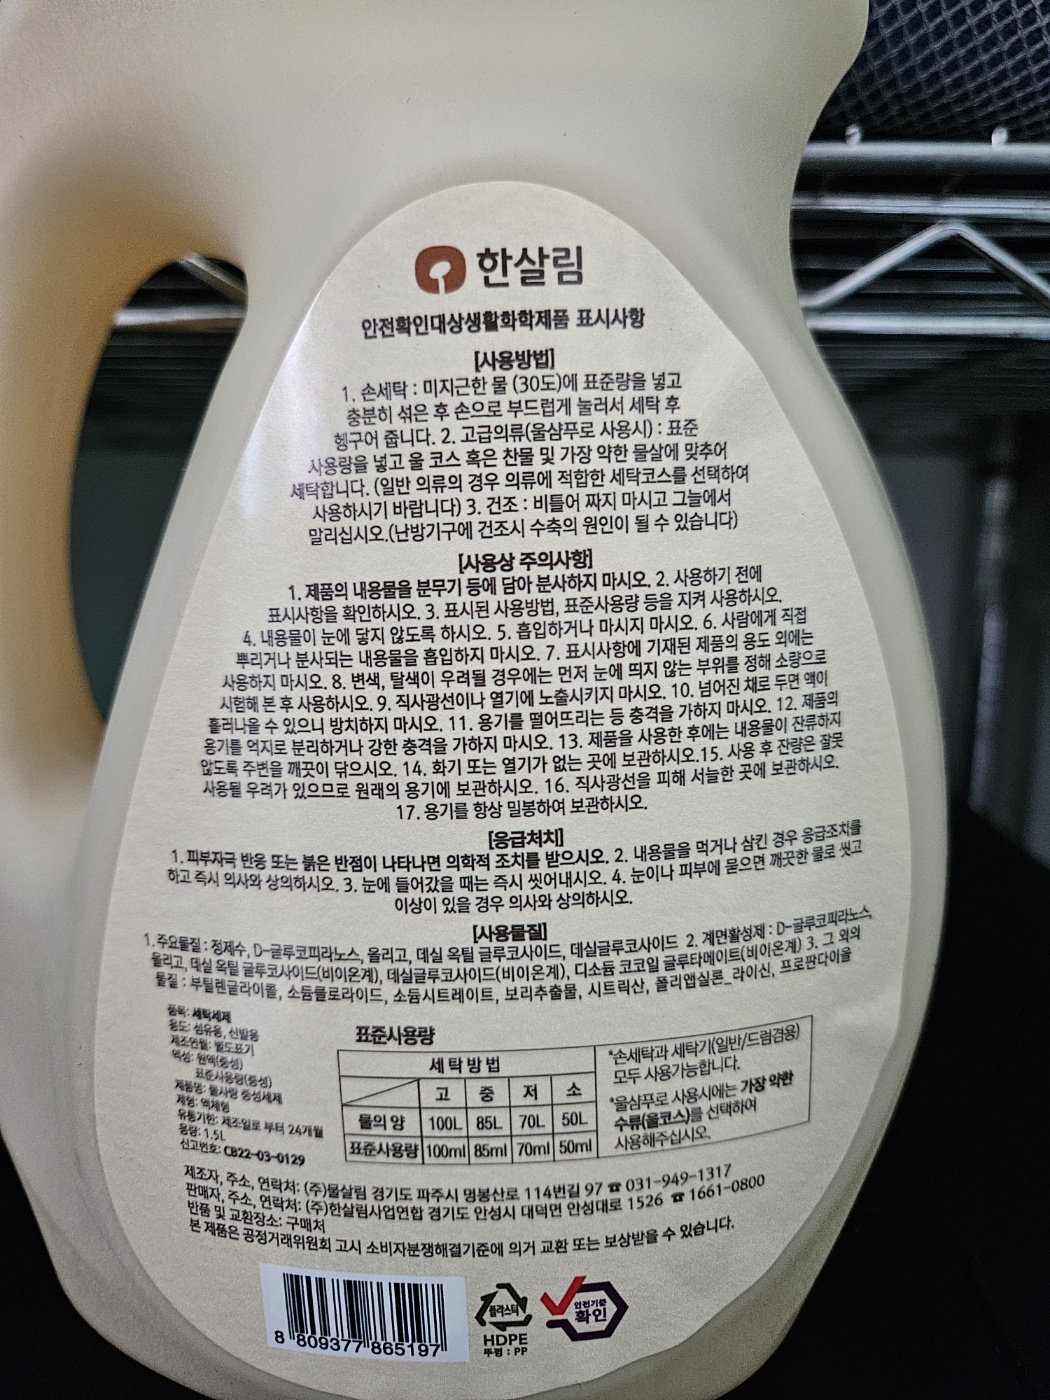 한살림
안전확인대상생활화학제품 표시사항
[사용방법]
1. 손세탁 : 미지근한 물 (30도)에 표준량을 넣고
충분히 섞은 후 손으로 부드럽게 눌러서 세탁 후
헹구어 줍니다. 2. 고급의류(울샴푸로 사용시) : 표준
사용량을 넣고 울 코스 혹은 찬물 및 가장 약한 물살에 맞추어
세탁합니다. (일반 의류의 경우 의류에 적합한 세탁코스를 선택하여
사용하시기 바랍니다) 3. 건조 : 비틀어 짜지 마시고 그늘에서
말리십시오.(난방기구에 건조시 수축의 원인이 될 수 있습니다)
[사용상 주의사항]
1. 제품의 내용물을 분무기 등에 담아 분사하지 마시오. 2. 사용하기 전에
표시사항을 확인하시오. 3. 표시된 사용방법, 표준사용량 등을 지켜 사용하시오.
4. 내용물이 눈에 닿지 않도록 하시오. 5. 흡입하거나 마시지 마시오. 6. 사람에게 직접
뿌리거나 분사되는 내용물을 흡입하지 마시오. 7. 표시사항에 기재된 제품의 용도 외에는
사용하지 마시오. 8. 변색, 탈색이 우려될 경우에는 먼저 눈에 띄지 않는 부위를 정해 소량으로
시험해 본 후 사용하시오. 9. 직사광선이나 열기에 노출시키지 마시오. 10. 넘어진 채로 두면 액이
흘러나올 수 있으니 방치하지 마시오. 11. 용기를 떨어뜨리는 등 충격을 가하지 마시오. 12. 제품의
용기를 억지로 분리하거나 강한 충격을 가하지 마시오. 13. 제품을 사용한 후에는 내용물이 잔류하지
않도록 주변을 깨끗이 닦으시오. 14. 화기 또는 열기가 없는 곳에 보관하시오.15. 사용 후 잔량은 잘못
사용될 우려가 있으므로 원래의 용기에 보관하시오. 16. 직사광선을 피해 서늘한 곳에 보관하시오.
17. 용기를 항상 밀봉하여 보관하시오.
[응급처치]
1. 피부자극 반응 또는 붉은 반점이 나타나면 의학적 조치를 받으시오. 2. 내용물을 먹거나 삼킨 경우 응급조치를
하고 즉시 의사와 상의하시오. 3. 눈에 들어갔을 때는 즉시 씻어내시오. 4. 눈이나 피부에 묻으면 깨끗한 물로 씻고
이상이 있을 경우 의사와 상의하시오.
[사용물질]
1. 주요물질 : 정제수, D-글루코피라노스, 올리고, 데실 옥틸 글루코사이드, 데실글루코사이드 2. 계면활성제 : D-글루코피라노스,
올리고, 데실 옥틸 글루코사이드(비이온계), 데실글루코사이드(비이온계), 디소듐 코코일 글루타메이트(비이온계) 3. 그 외의
물질 : 부틸렌글라이콜, 소듐클로라이드, 소듐시트레이트, 보리추출물, 시트릭산, 폴리앱실론_라이신, 프로판다이올
품목: 세탁세제
용도: 섬유용, 신발용
제조연월: 별도표기
액성: 원액(중성)
표준사용량(중성)
제품명: 물사랑 중성세제
제형: 액체형
유통기한: 제조일로 부터 24개월
용량: 1.5L
신고번호: CB22-03-0129
표준사용량
세 탁 방 법
고 중 저 소
물의 양 100L 85L 70L 50L
표준사용량 100ml 85ml 70ml 50ml
*손세탁과 세탁기(일반/드럼겸용)
모두 사용가능합니다.
*울샴푸로 사용시에는 가장 약한
수류(울코스)를 선택하여
사용해주십시오.
제조자, 주소, 연락처: (주)물살림 경기도 파주시 명봉산로 114번길 97 ☎ 031-949-1317
판매자, 주소, 연락처: (주)한살림사업연합 경기도 안성시 대덕면 안성대로 1526 ☎ 1661-0800
반품 및 교환장소: 구매처
본 제품은 공정거래위원회 고시 소비자분쟁해결기준에 의거 교환 또는 보상받을 수 있습니다.
8 809377 865197
플라스틱
HDPE
뚜껑 : PP
안전기준
확인